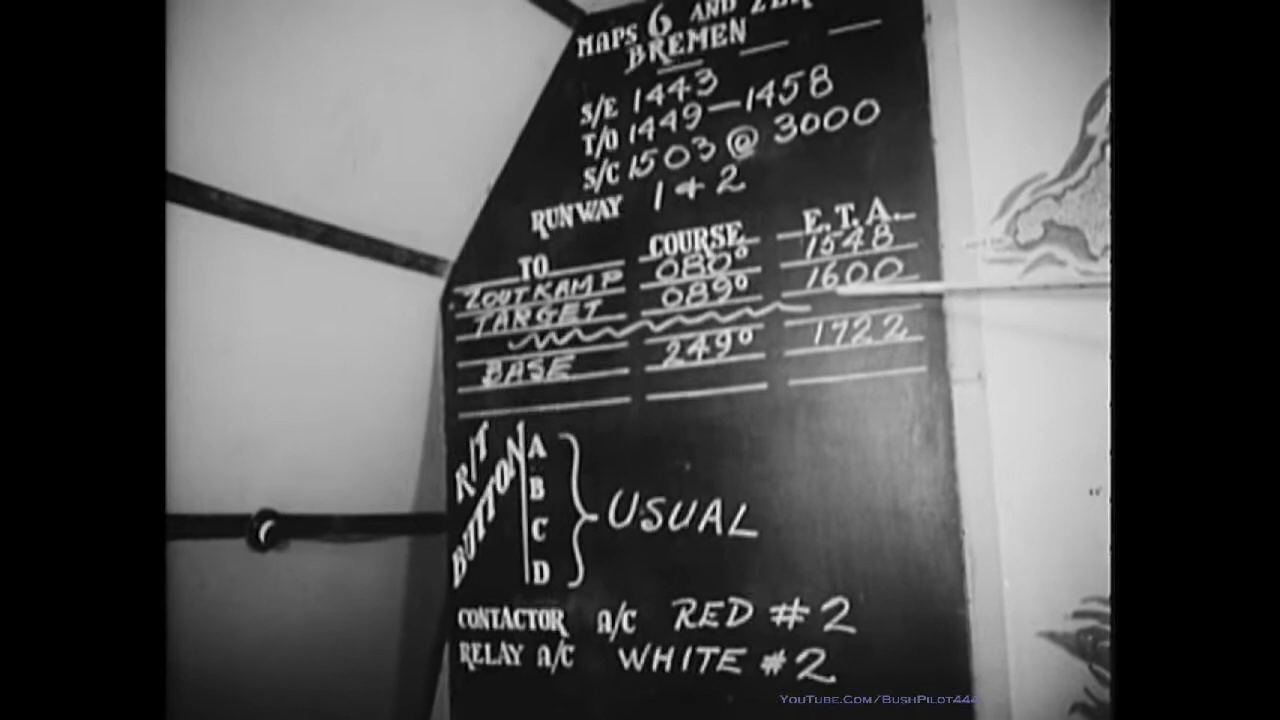 MAPS 6 AND
BREMEN
S/E 1443
T/O 1449-1458
S/C 1503 @ 3000
RUNWAY 1 & 2
TO COURSE E.T.A.
ZOUTKAMP 080° 1548
TARGET 089° 1600
BASE 249° 1722
R/T BUTTON A B C D } USUAL
CONTACTOR A/C RED #2
RELAY A/C WHITE #2
YouTube.Com/BushPilot444